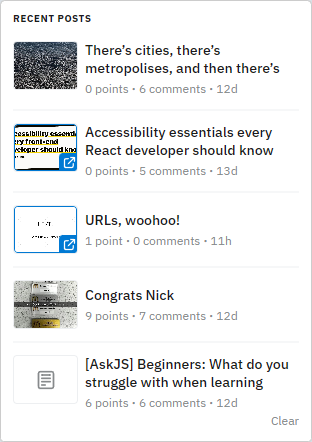 RECENT POSTS
There's cities, there's
metropolises, and then there's
0 points • 6 comments • 12d
cessibility essenti
ry front-end
veloper should kno
Accessibility essentials every
React developer should know
0 points • 5 comments • 13d
URLs, woohoo!
1 point • 0 comments • 11h
Congrats Nick
9 points • 7 comments • 12d
[AskJS] Beginners: What do you
struggle with when learning
6 points • 6 comments • 12d
Clear